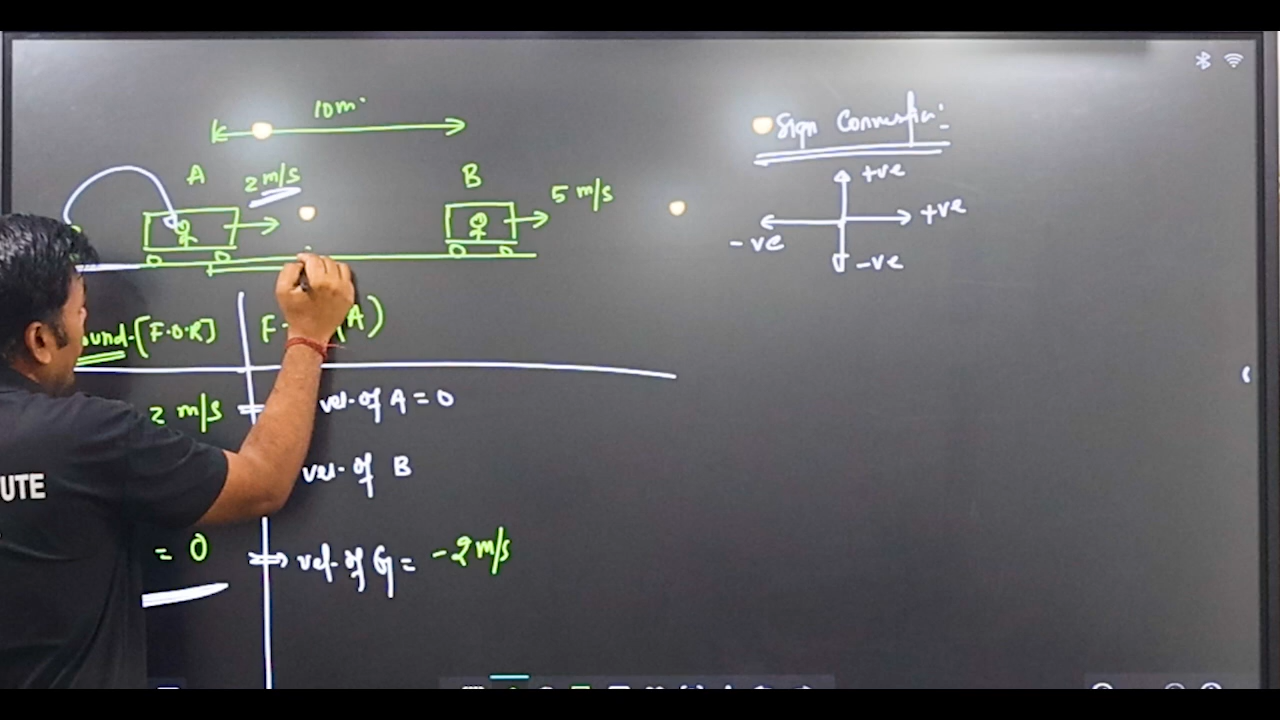 10m
Sign Convention:
A
2 m/s
B
5 m/s
+ve
+ve
-ve
-ve
ound-[F.O.R]
F (A)
2 m/s
vel-of A = 0
vel-of B
= 0
vel-of G = -2 m/s
UTE